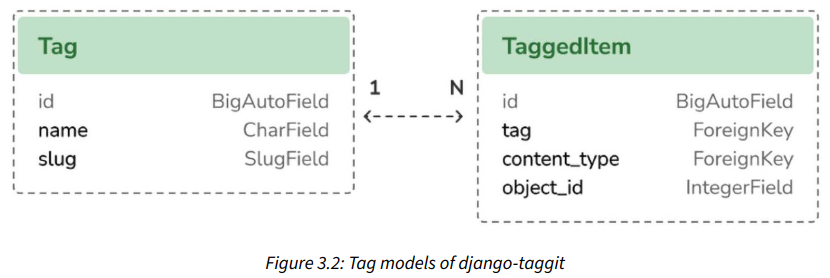 Tag
id BigAutoField
name CharField
slug SlugField
1 N
TaggedItem
id BigAutoField
tag ForeignKey
content_type ForeignKey
object_id IntegerField
Figure 3.2: Tag models of django-taggit